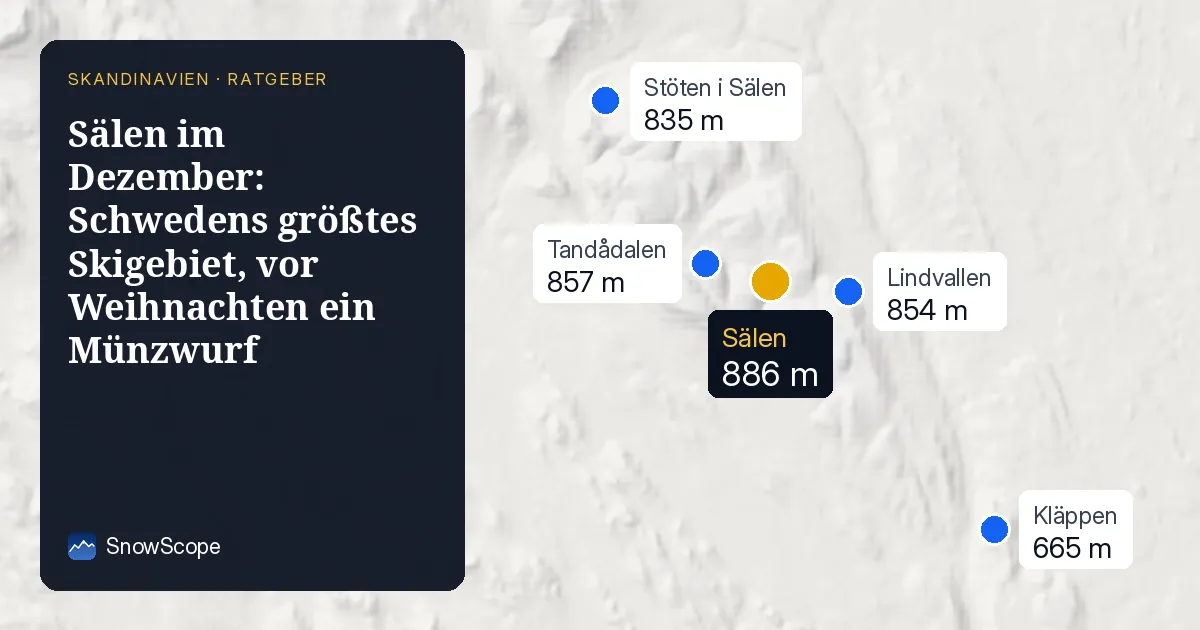 SKANDINAVIEN · RATGEBER
Sälen im
Dezember:
Schwedens größtes
Skigebiet, vor
Weihnachten ein
Münzwurf
SnowScope
Stöten i Sälen
835 m
Tandådalen
857 m
Lindvallen
854 m
Sälen
886 m
Kläppen
665 m